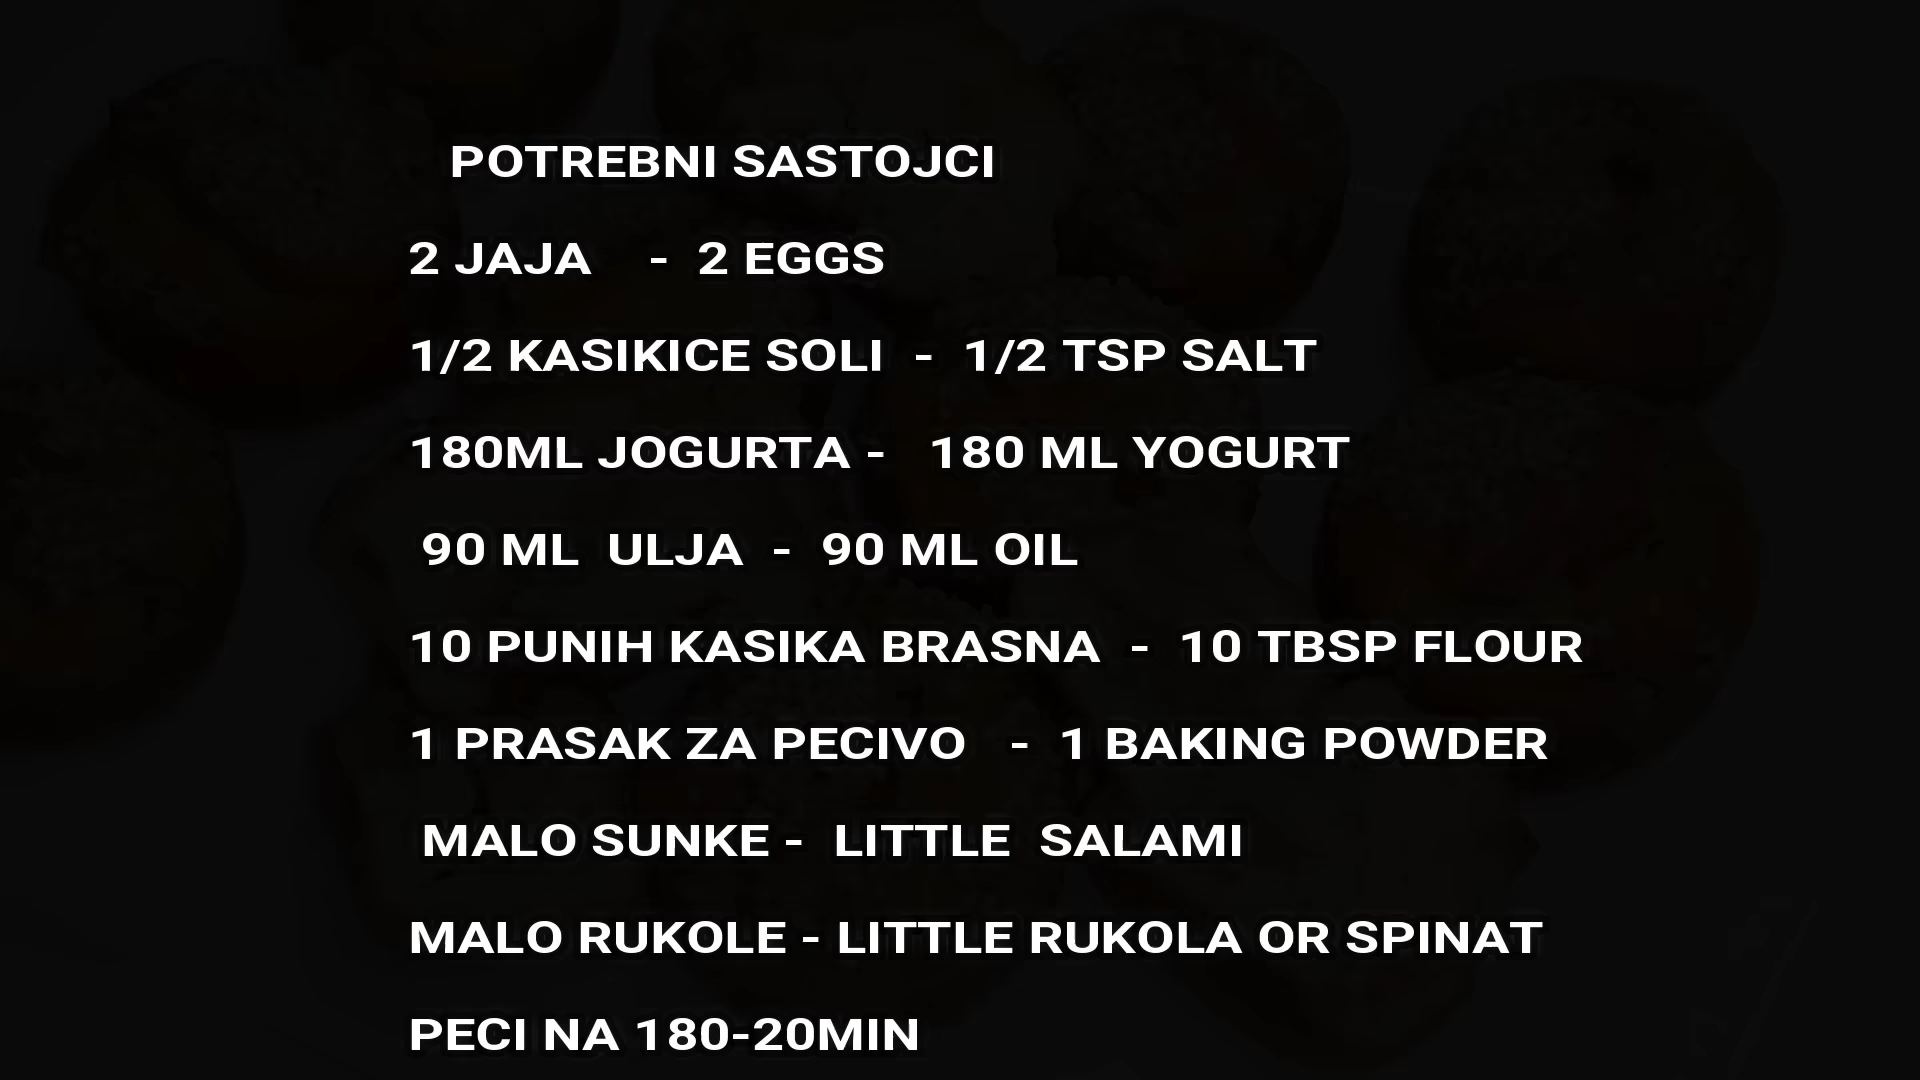 POTREBNI SASTOJCI
2 JAJA - 2 EGGS
1/2 KASIKICE SOLI - 1/2 TSP SALT
180ML JOGURTA - 180 ML YOGURT
90 ML ULJA - 90 ML OIL
10 PUNIH KASIKA BRASNA - 10 TBSP FLOUR
1 PRASAK ZA PECIVO - 1 BAKING POWDER
MALO SUNKE - LITTLE SALAMI
MALO RUKOLE - LITTLE RUKOLA OR SPINAT
PECI NA 180-20MIN